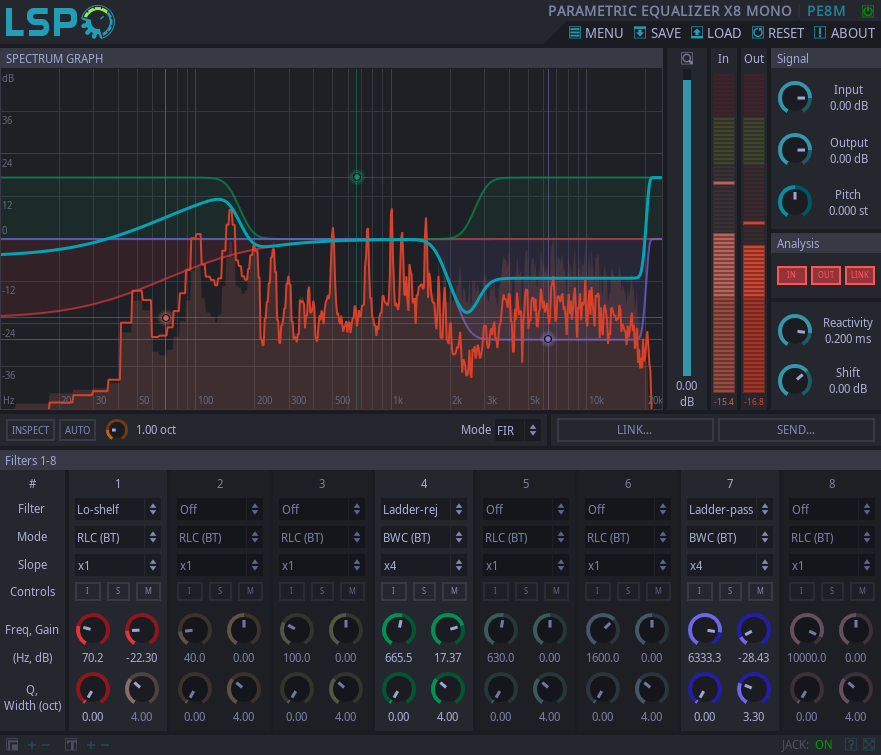 LSP
PARAMETRIC EQUALIZER X8 MONO PE8M
MENU SAVE LOAD RESET ABOUT
SPECTRUM GRAPH
dB
36
24
12
0
-12
-24
-36
Hz 20 30 50 100 200 300 500 1k 2k 3k 5k 10k 20k
0.00
dB
In Out
-15.4 -16.8
Signal
Input
0.00 dB
Output
0.00 dB
Pitch
0.000 st
Analysis
IN OUT LINK
Reactivity
0.200 ms
Shift
0.00 dB
INSPECT AUTO 1.00 oct Mode FIR LINK... SEND...
Filters 1-8
# 1 2 3 4 5 6 7 8
Filter Lo-shelf Off Off Ladder-rej Off Off Ladder-pass Off
Mode RLC (BT) RLC (BT) RLC (BT) BWC (BT) RLC (BT) RLC (BT) BWC (BT) RLC (BT)
Slope x1 x1 x1 x4 x1 x1 x4 x1
Controls I S M I S M I S M I S M I S M I S M I S M I S M
Freq, Gain
(Hz, dB) 70.2 -22.30 40.0 0.00 100.0 0.00 665.5 17.37 630.0 0.00 1600.0 0.00 6333.3 -28.43 10000.0 0.00
Q,
Width (oct)
0.00 4.00 0.00 4.00 0.00 4.00 0.00 4.00 0.00 4.00 0.00 4.00 0.00 3.30 0.00 4.00
+ - T + - JACK: ON ?